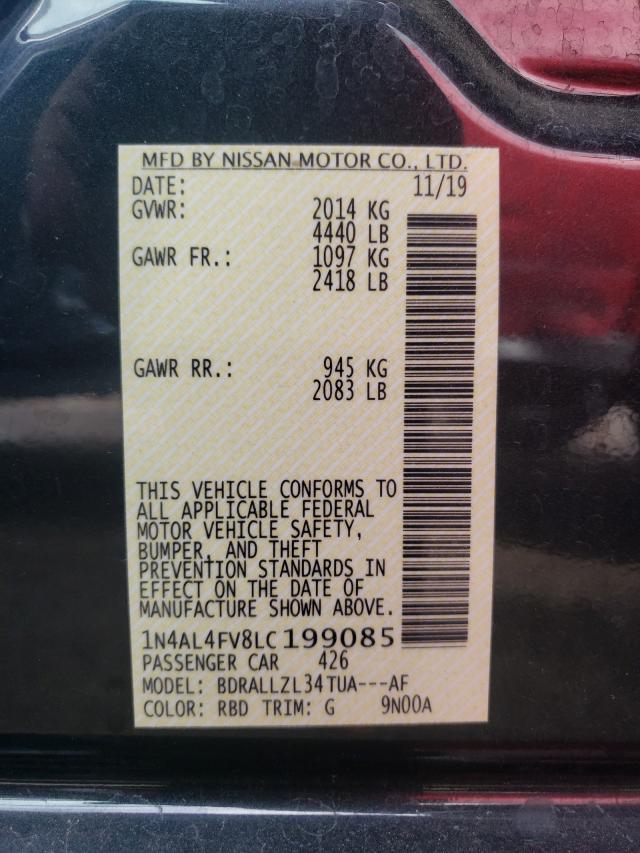 MFD BY NISSAN MOTOR CO., LTD.
DATE: 11/19
GVWR: 2014 KG
4440 LB
GAWR FR.: 1097 KG
2418 LB
GAWR RR.: 945 KG
2083 LB
THIS VEHICLE CONFORMS TO
ALL APPLICABLE FEDERAL
MOTOR VEHICLE SAFETY,
BUMPER, AND THEFT
PREVENTION STANDARDS IN
EFFECT ON THE DATE OF
MANUFACTURE SHOWN ABOVE.
1N4AL4FV8LC199085
PASSENGER CAR 426
MODEL: BDRALLZL34TUA---AF
COLOR: RBD TRIM: G 9N00A